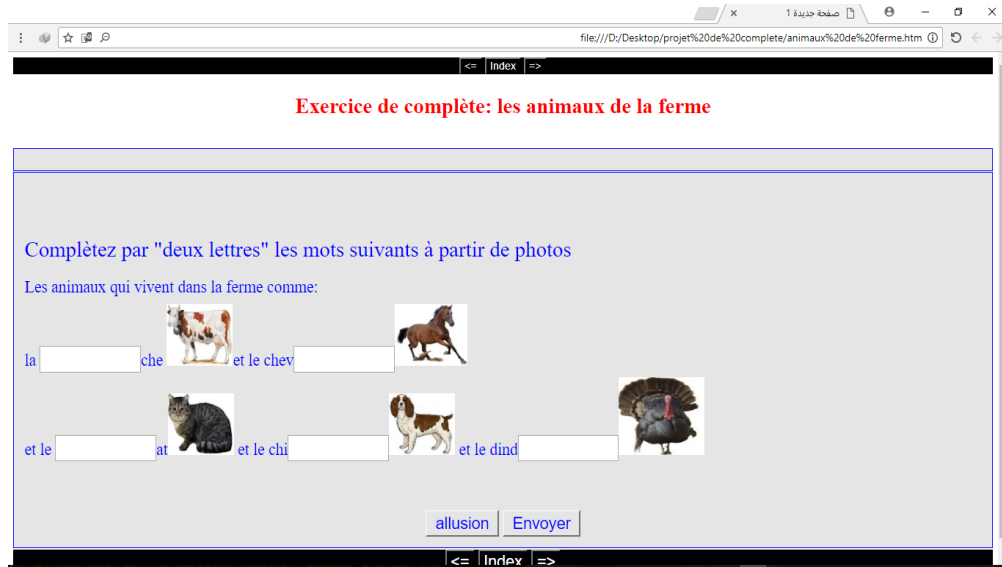 صفحة جديدة 1
file:///D:/Desktop/projet%20de%20complete/animaux%20de%20ferme.htm
<= Index =>
Exercice de complète: les animaux de la ferme
Complètez par "deux lettres" les mots suivants à partir de photos
Les animaux qui vivent dans la ferme comme:
la che et le chev
et le at et le chi et le dind
allusion Envoyer
<= Index =>